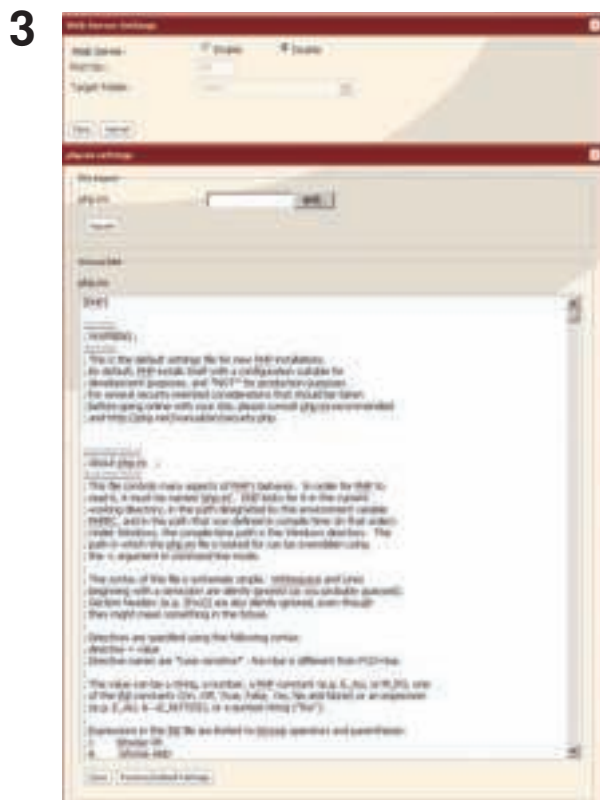 3
Web Server Settings
Web Server :
Enable
Disable
Port No. :
Target Folder :
Save
php.ini settings
php.ini
php.ini
[PHP]
; WARNING ;
; This is the default settings file for new PHP installations.
; By default, PHP installs itself with a configuration suitable for
; development purposes, and *NOT* for production purposes.
; For several security-oriented considerations that should be taken
; before going online with your site, please consult php.ini-recommended
; and http://php.net/manual/en/security.php.
; About php.ini ;
; This file controls many aspects of PHP's behavior. In order for PHP to
; read it, it must be named 'php.ini'. PHP looks for it in the current
; working directory, in the path designated by the environment variable
; PHPRC, and in the path that was defined in compile time (in that order).
; Under Windows, the compile-time path is the Windows directory. The
; path in which the php.ini file is looked for can be overridden using
; the -c argument in command line mode.
; The syntax of the file is extremely simple. Whitespace and Lines
; beginning with a semicolon are silently ignored (as you probably guessed).
; Section headers (e.g. [Foo]) are also silently ignored, even though
; they might mean something in the future.
; Directives are specified using the following syntax:
; directive = value
; Directive names are *case sensitive* - foo=bar is different from FOO=bar.
; The value can be a string, a number, a PHP constant (e.g. E_ALL or M_PI), one
; of the INI constants (On, Off, True, False, Yes, No and None) or an expression
; (e.g. E_ALL & ~E_NOTICE), or a quoted string ("foo").
; Expressions in the INI file are limited to bitwise operators and parentheses:
; | bitwise OR
; & bitwise AND
Save